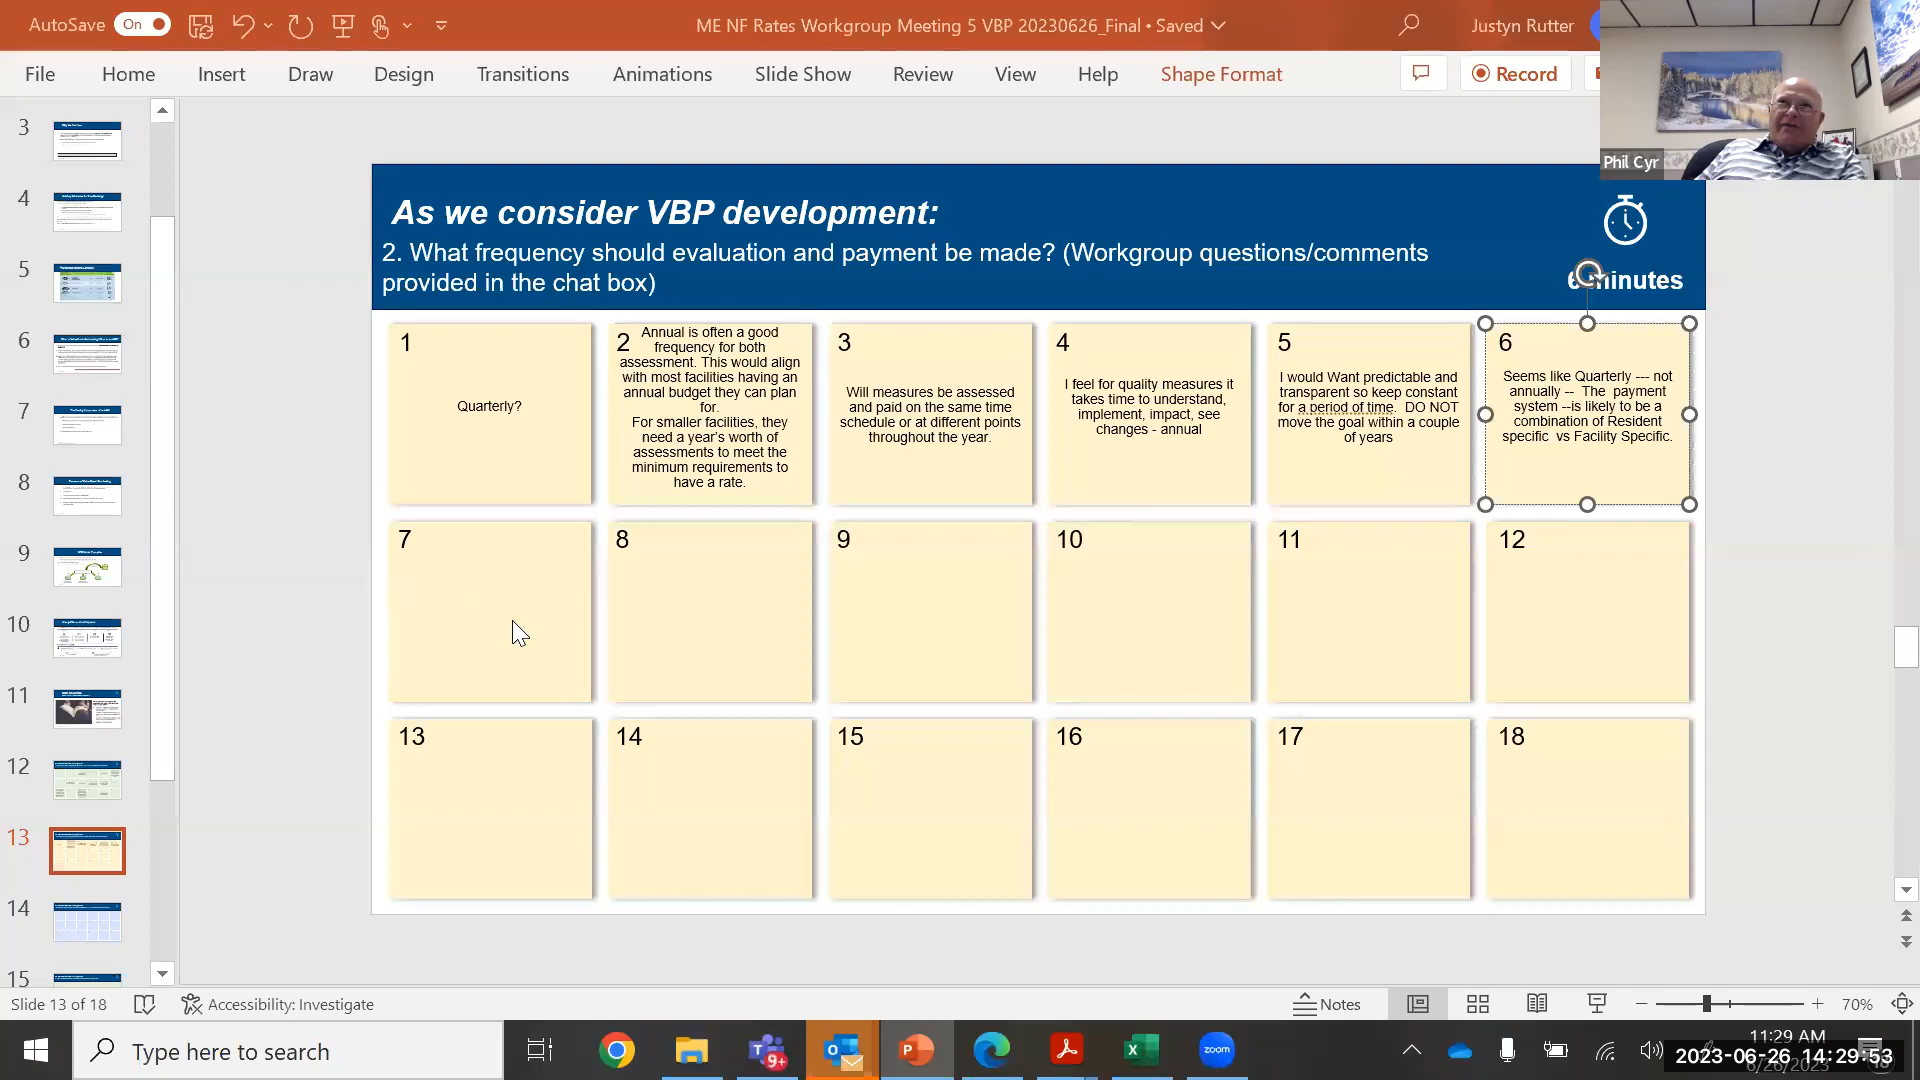 AutoSave On
ME NF Rates Workgroup Meeting 5 VBP 20230626_Final • Saved
Justyn Rutter
File Home Insert Draw Design Transitions Animations Slide Show Review View Help Shape Format
Record
Phil Cyr
3
4
5
6
7
8
9
10
11
12
13
14
15
As we consider VBP development:
2. What frequency should evaluation and payment be made? (Workgroup questions/comments
provided in the chat box)
minutes
1
Quarterly?
2
Annual is often a good
frequency for both
assessment. This would align
with most facilities having an
annual budget they can plan
for.
For smaller facilities, they
need a year's worth of
assessments to meet the
minimum requirements to
have a rate.
3
Will measures be assessed
and paid on the same time
schedule or at different points
throughout the year.
4
I feel for quality measures it
takes time to understand,
implement, impact, see
changes - annual
5
I would Want predictable and
transparent so keep constant
for a period of time. DO NOT
move the goal within a couple
of years
6
Seems like Quarterly --- not
annually -- The payment
system --is likely to be a
combination of Resident
specific vs Facility Specific.
7
8
9
10
11
12
13
14
15
16
17
18
Slide 13 of 18
Accessibility: Investigate
Notes
70%
Type here to search
9+
zoom
11:29 AM
6/26/2023
2023-06-26 14:29:53